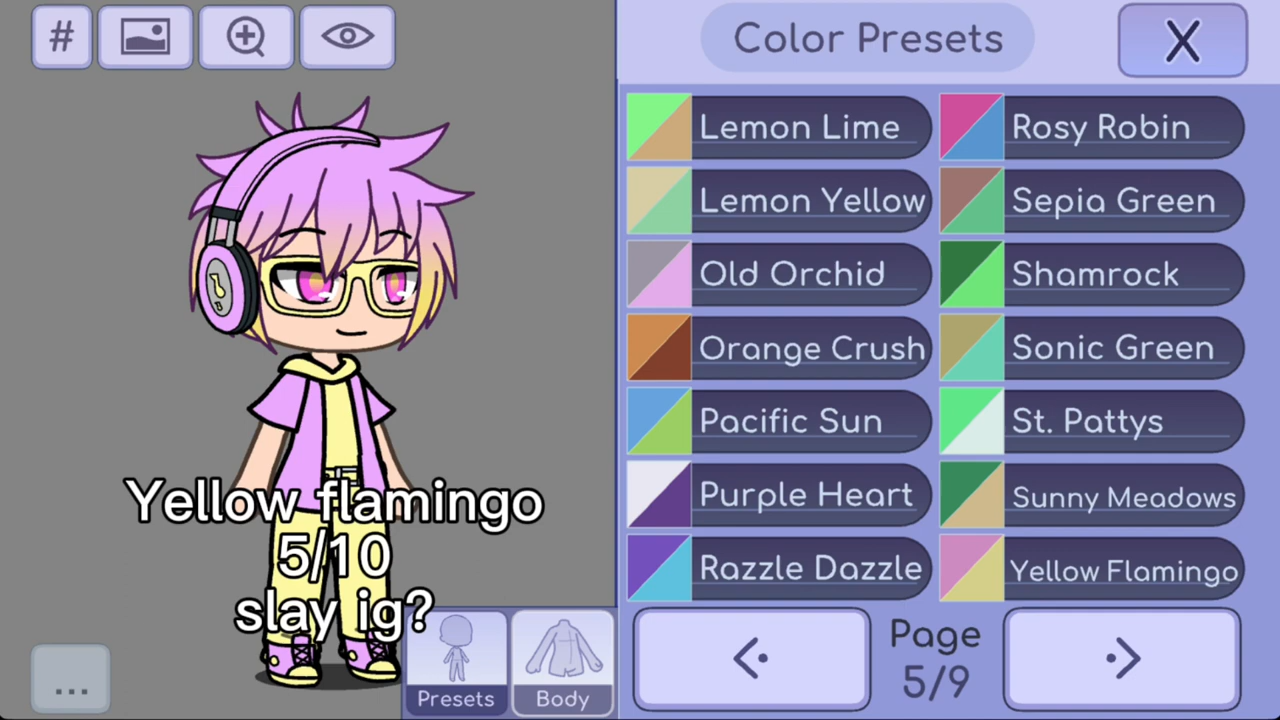 #
Color Presets
X
Lemon Lime
Rosy Robin
Lemon Yellow
Sepia Green
Old Orchid
Shamrock
Orange Crush
Sonic Green
Pacific Sun
St. Pattys
Purple Heart
Sunny Meadows
Razzle Dazzle
Yellow Flamingo
Yellow flamingo
5/10
slay ig?
...
Presets
Body
Page
5/9